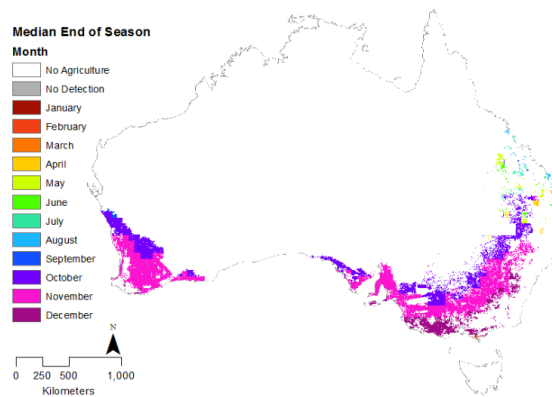 Median End of Season
Month
No Agriculture
No Detection
January
February
March
April
May
June
July
August
September
October
November
December
N
0 250 500 1,000
Kilometers